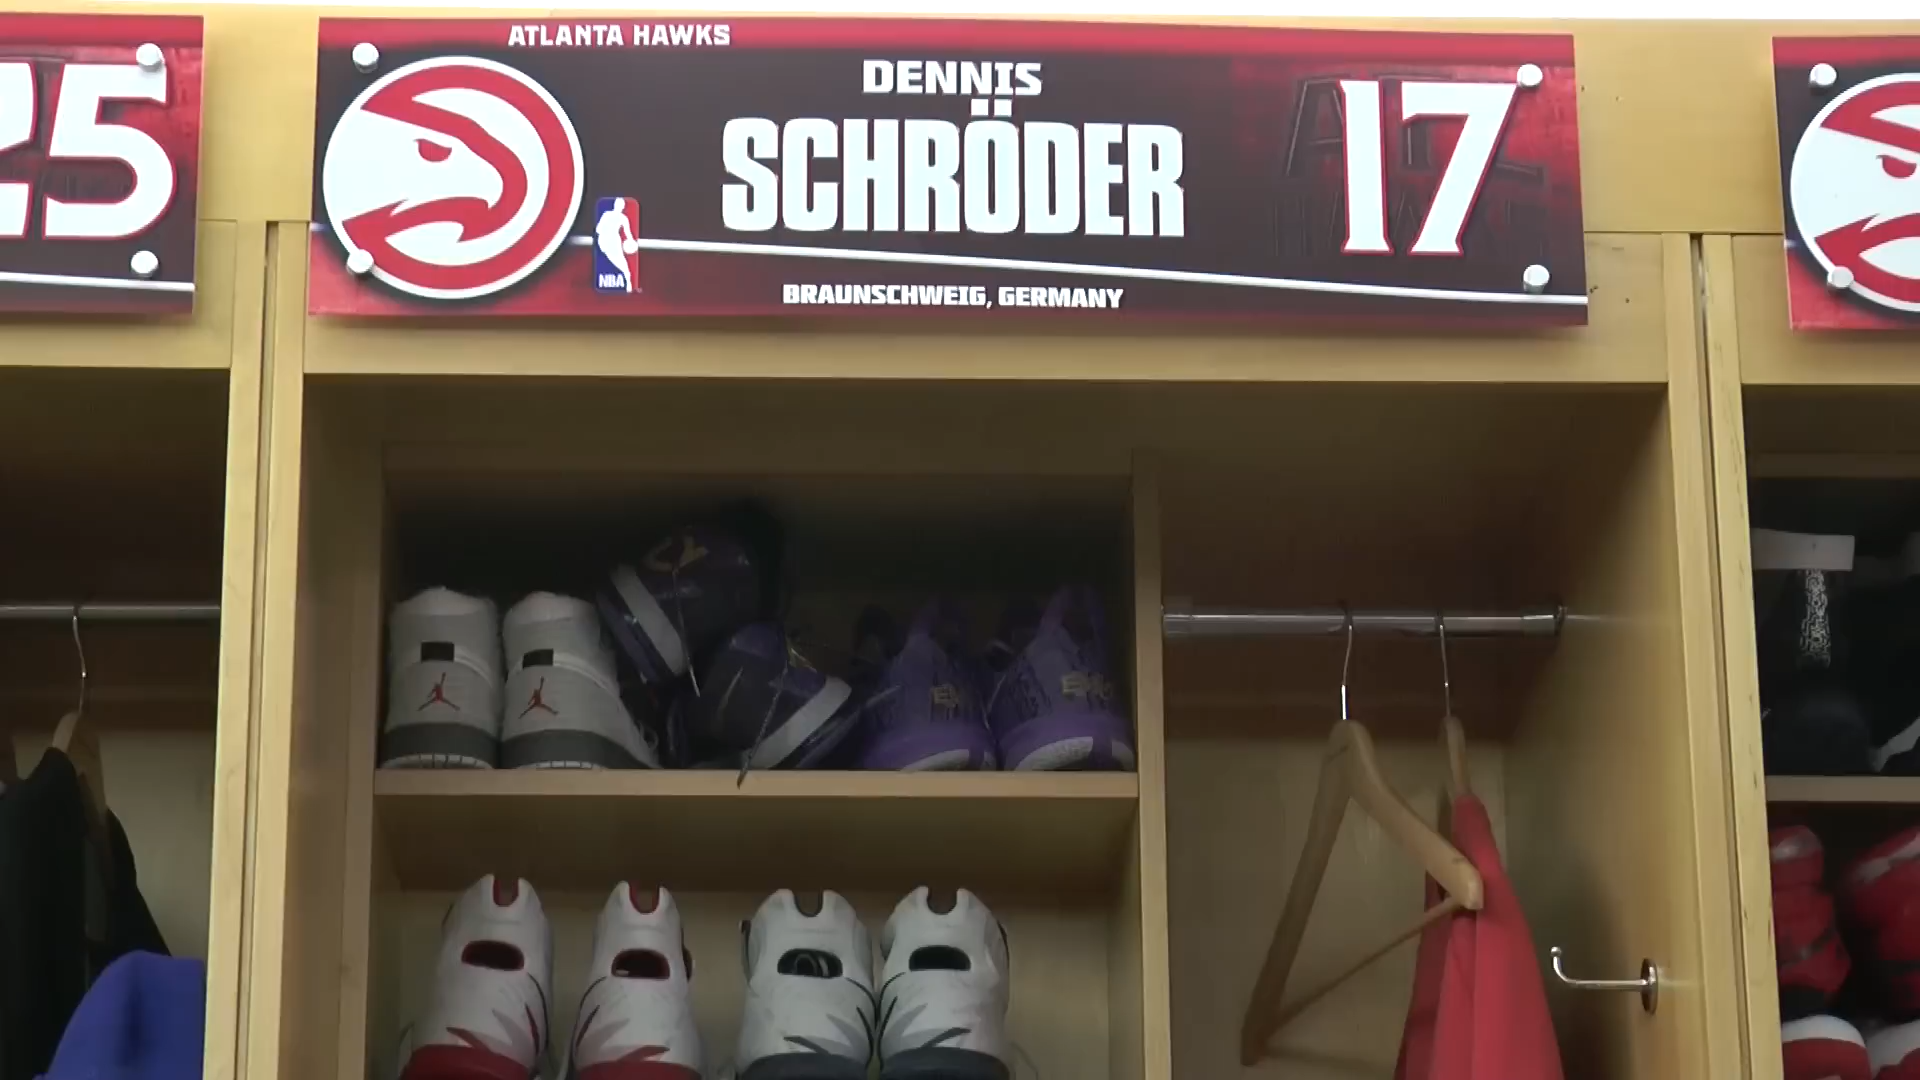 25
ATLANTA HAWKS
DENNIS
SCHRÖDER
17
NBA
BRAUNSCHWEIG, GERMANY